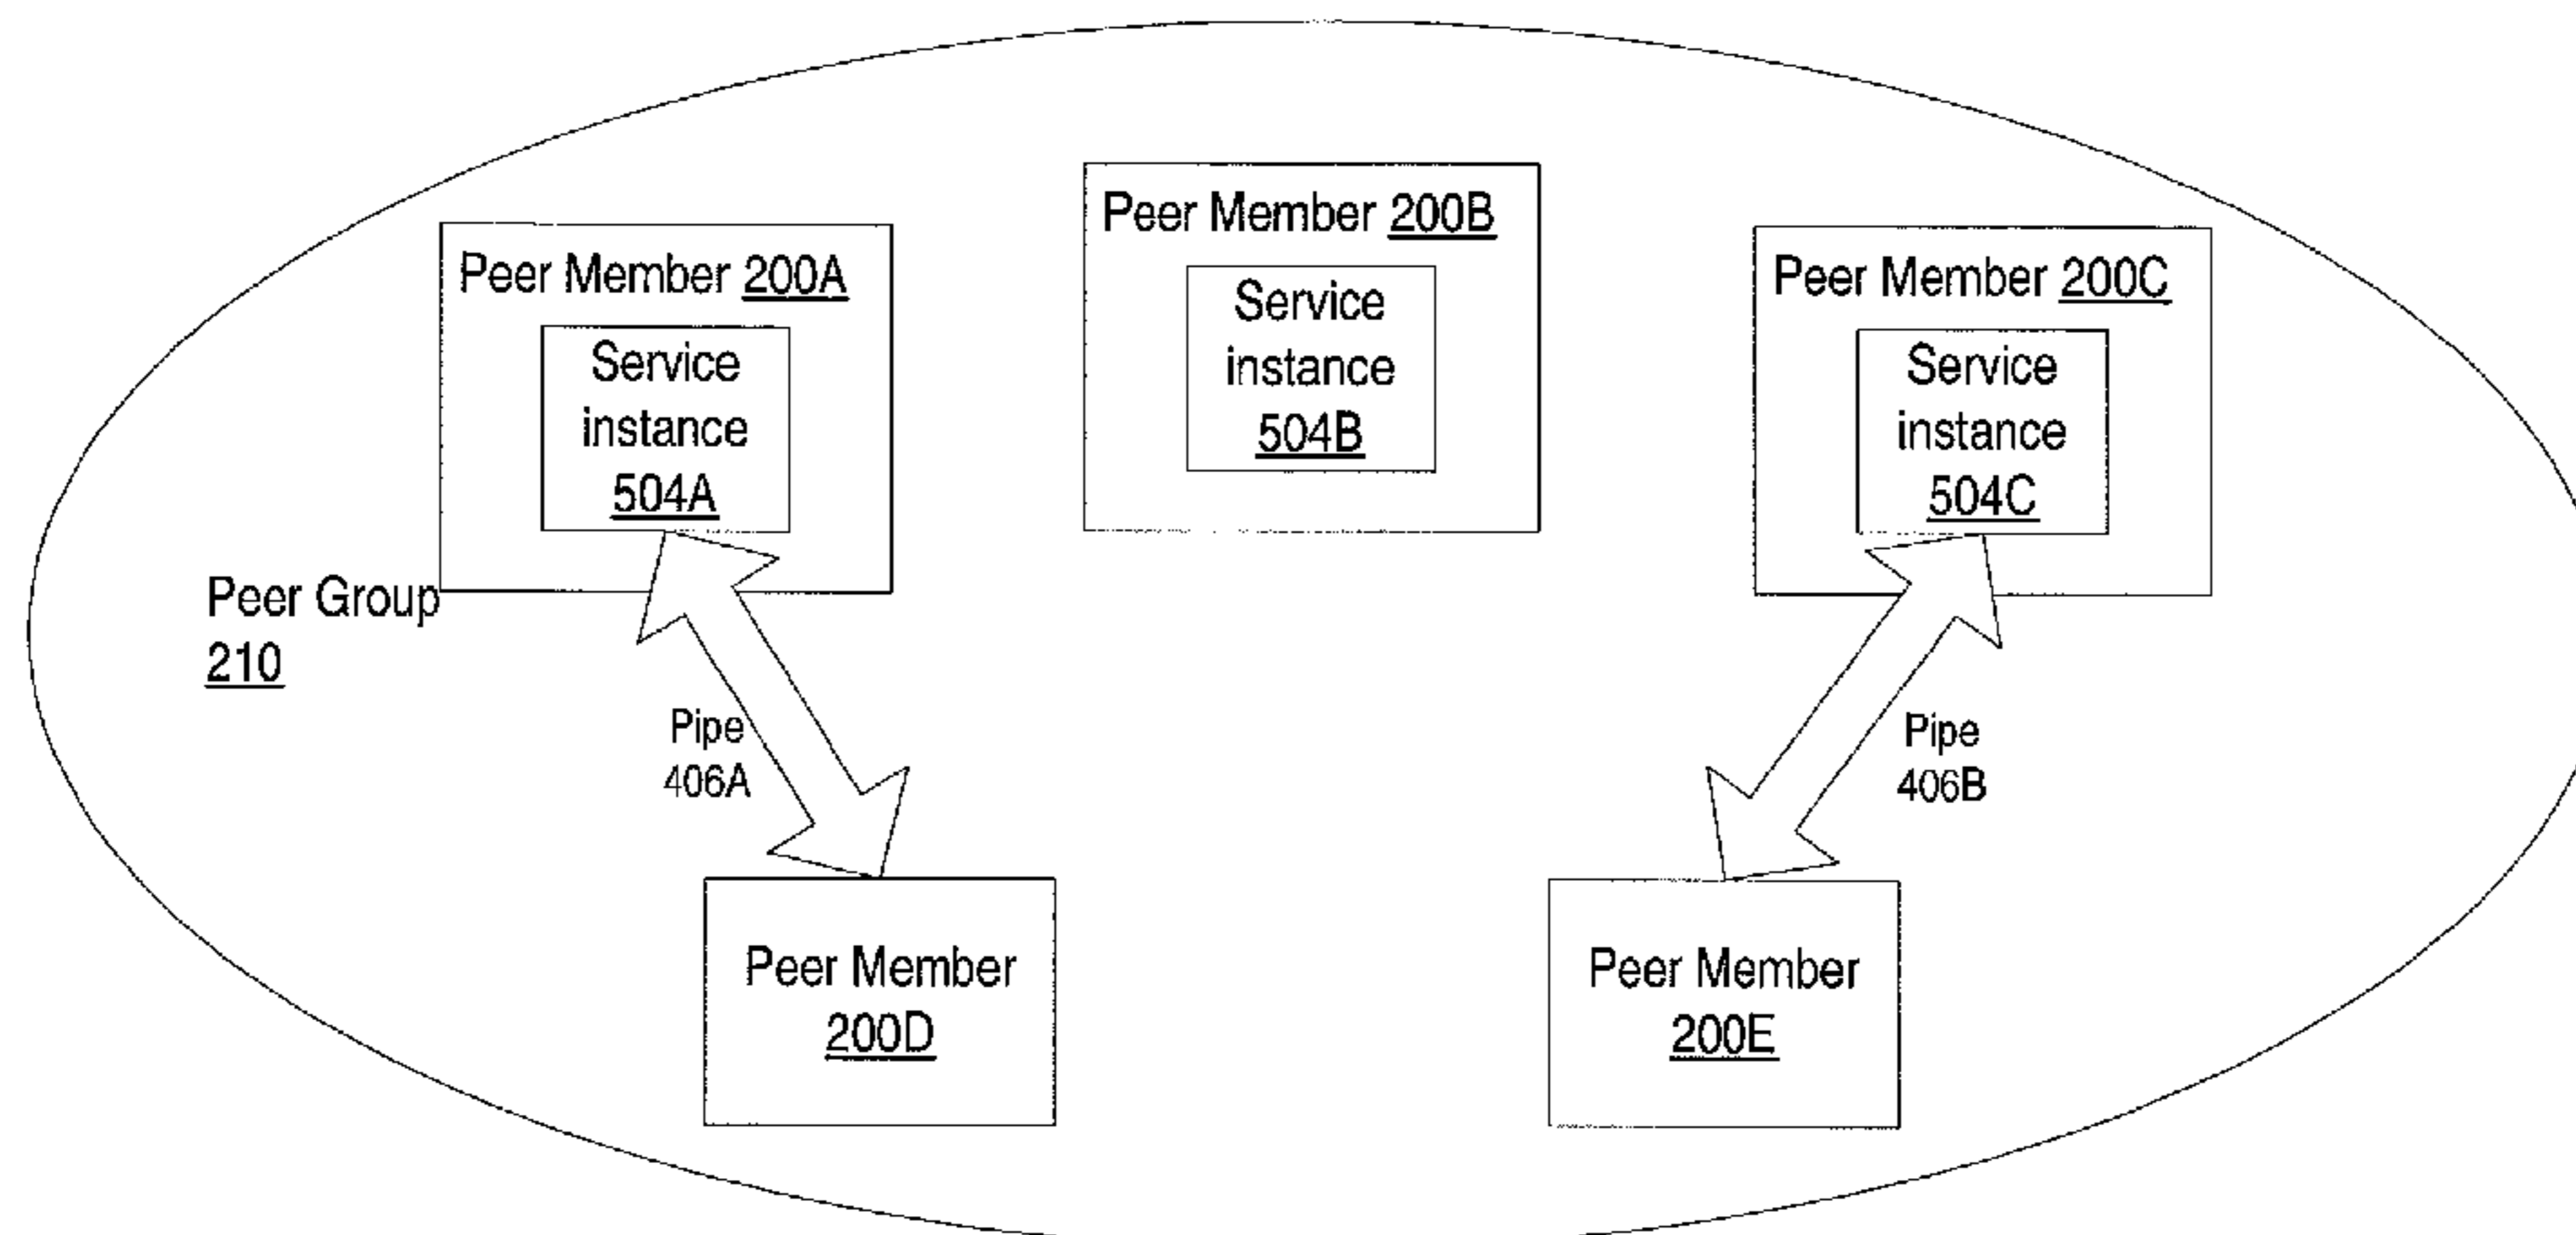 Peer Member 200A
Service
instance
504A
Peer Member 200B
Service
instance
504B
Peer Member 200C
Service
instance
504C
Peer Group
210
Pipe
406A
Pipe
406B
Peer Member
200D
Peer Member
200E